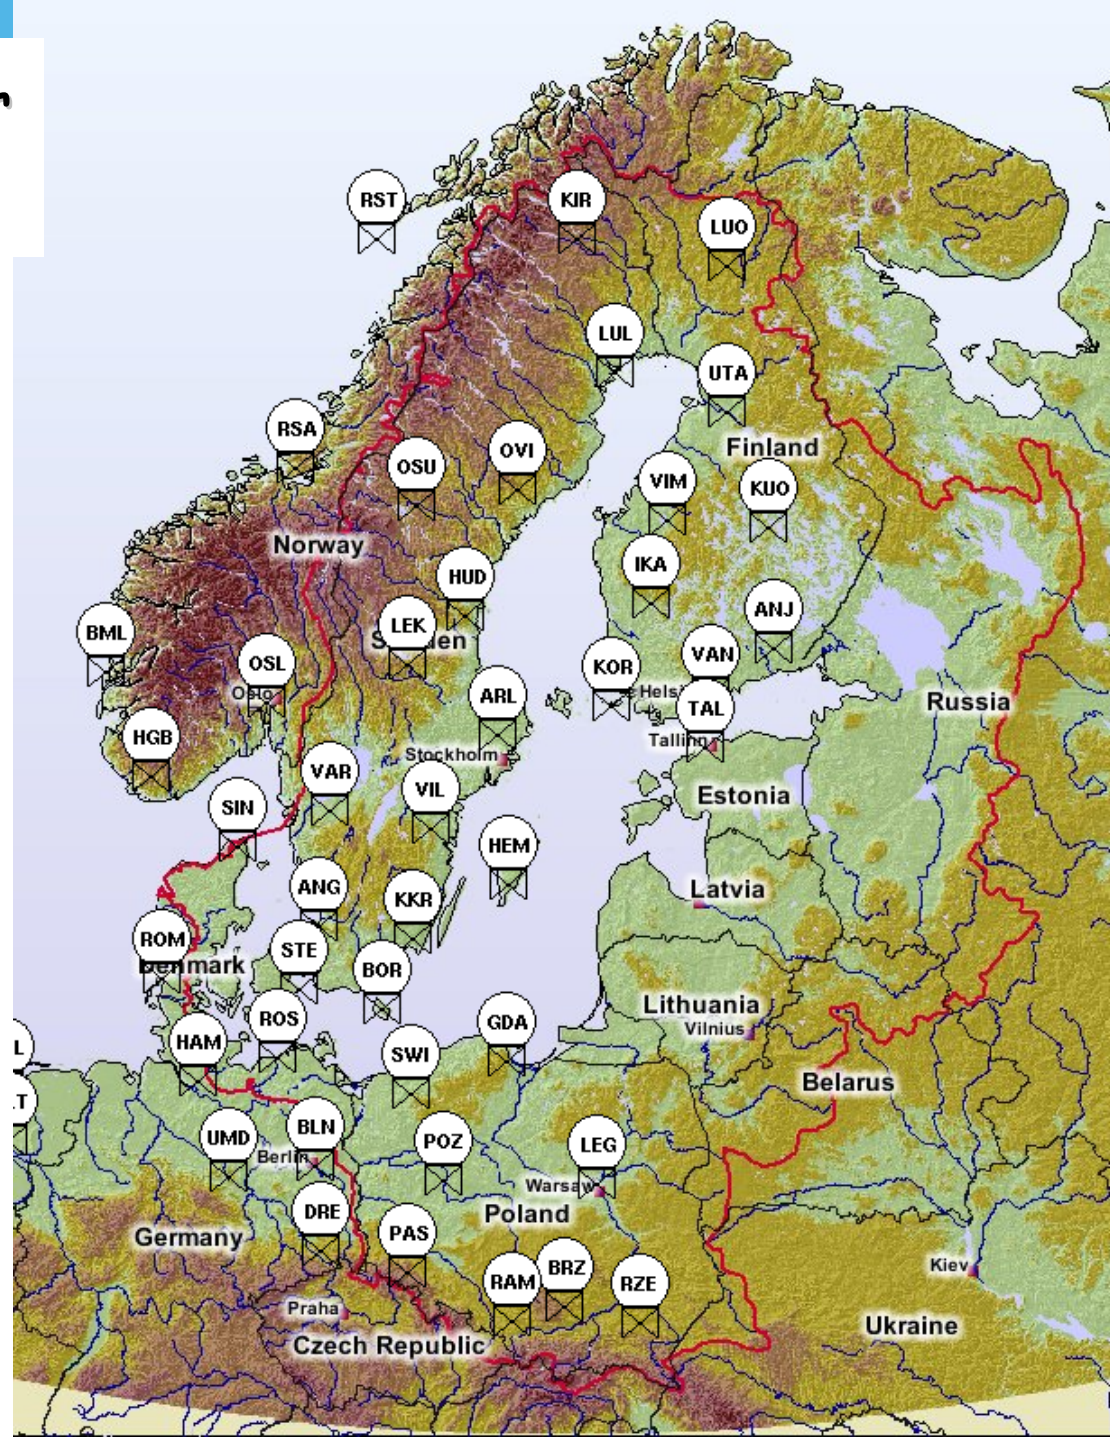 n
RST
KIR
LUO
LUL
UTA
RSA
Finland
OVI
OSU
VIM
KUO
Norway
IKA
HUD
ANJ
LEK
BML
OSL
VAN
KOR
Oslo
ARL
Russia
TAL
HGB
Tallinn
Stockholm
VAR
VIL
Estonia
SIN
HEM
ANG
Latvia
KKR
ROM
STE
Denmark
BOR
Lithuania
ROS
GDA
Vilnius
HAM
L
SWI
Belarus
T
BLN
UMD
POZ
LEG
Berlin
Warsaw
DRE
Poland
PAS
Germany
Kiev
BRZ
RAM
RZE
Praha
Ukraine
Czech Republic